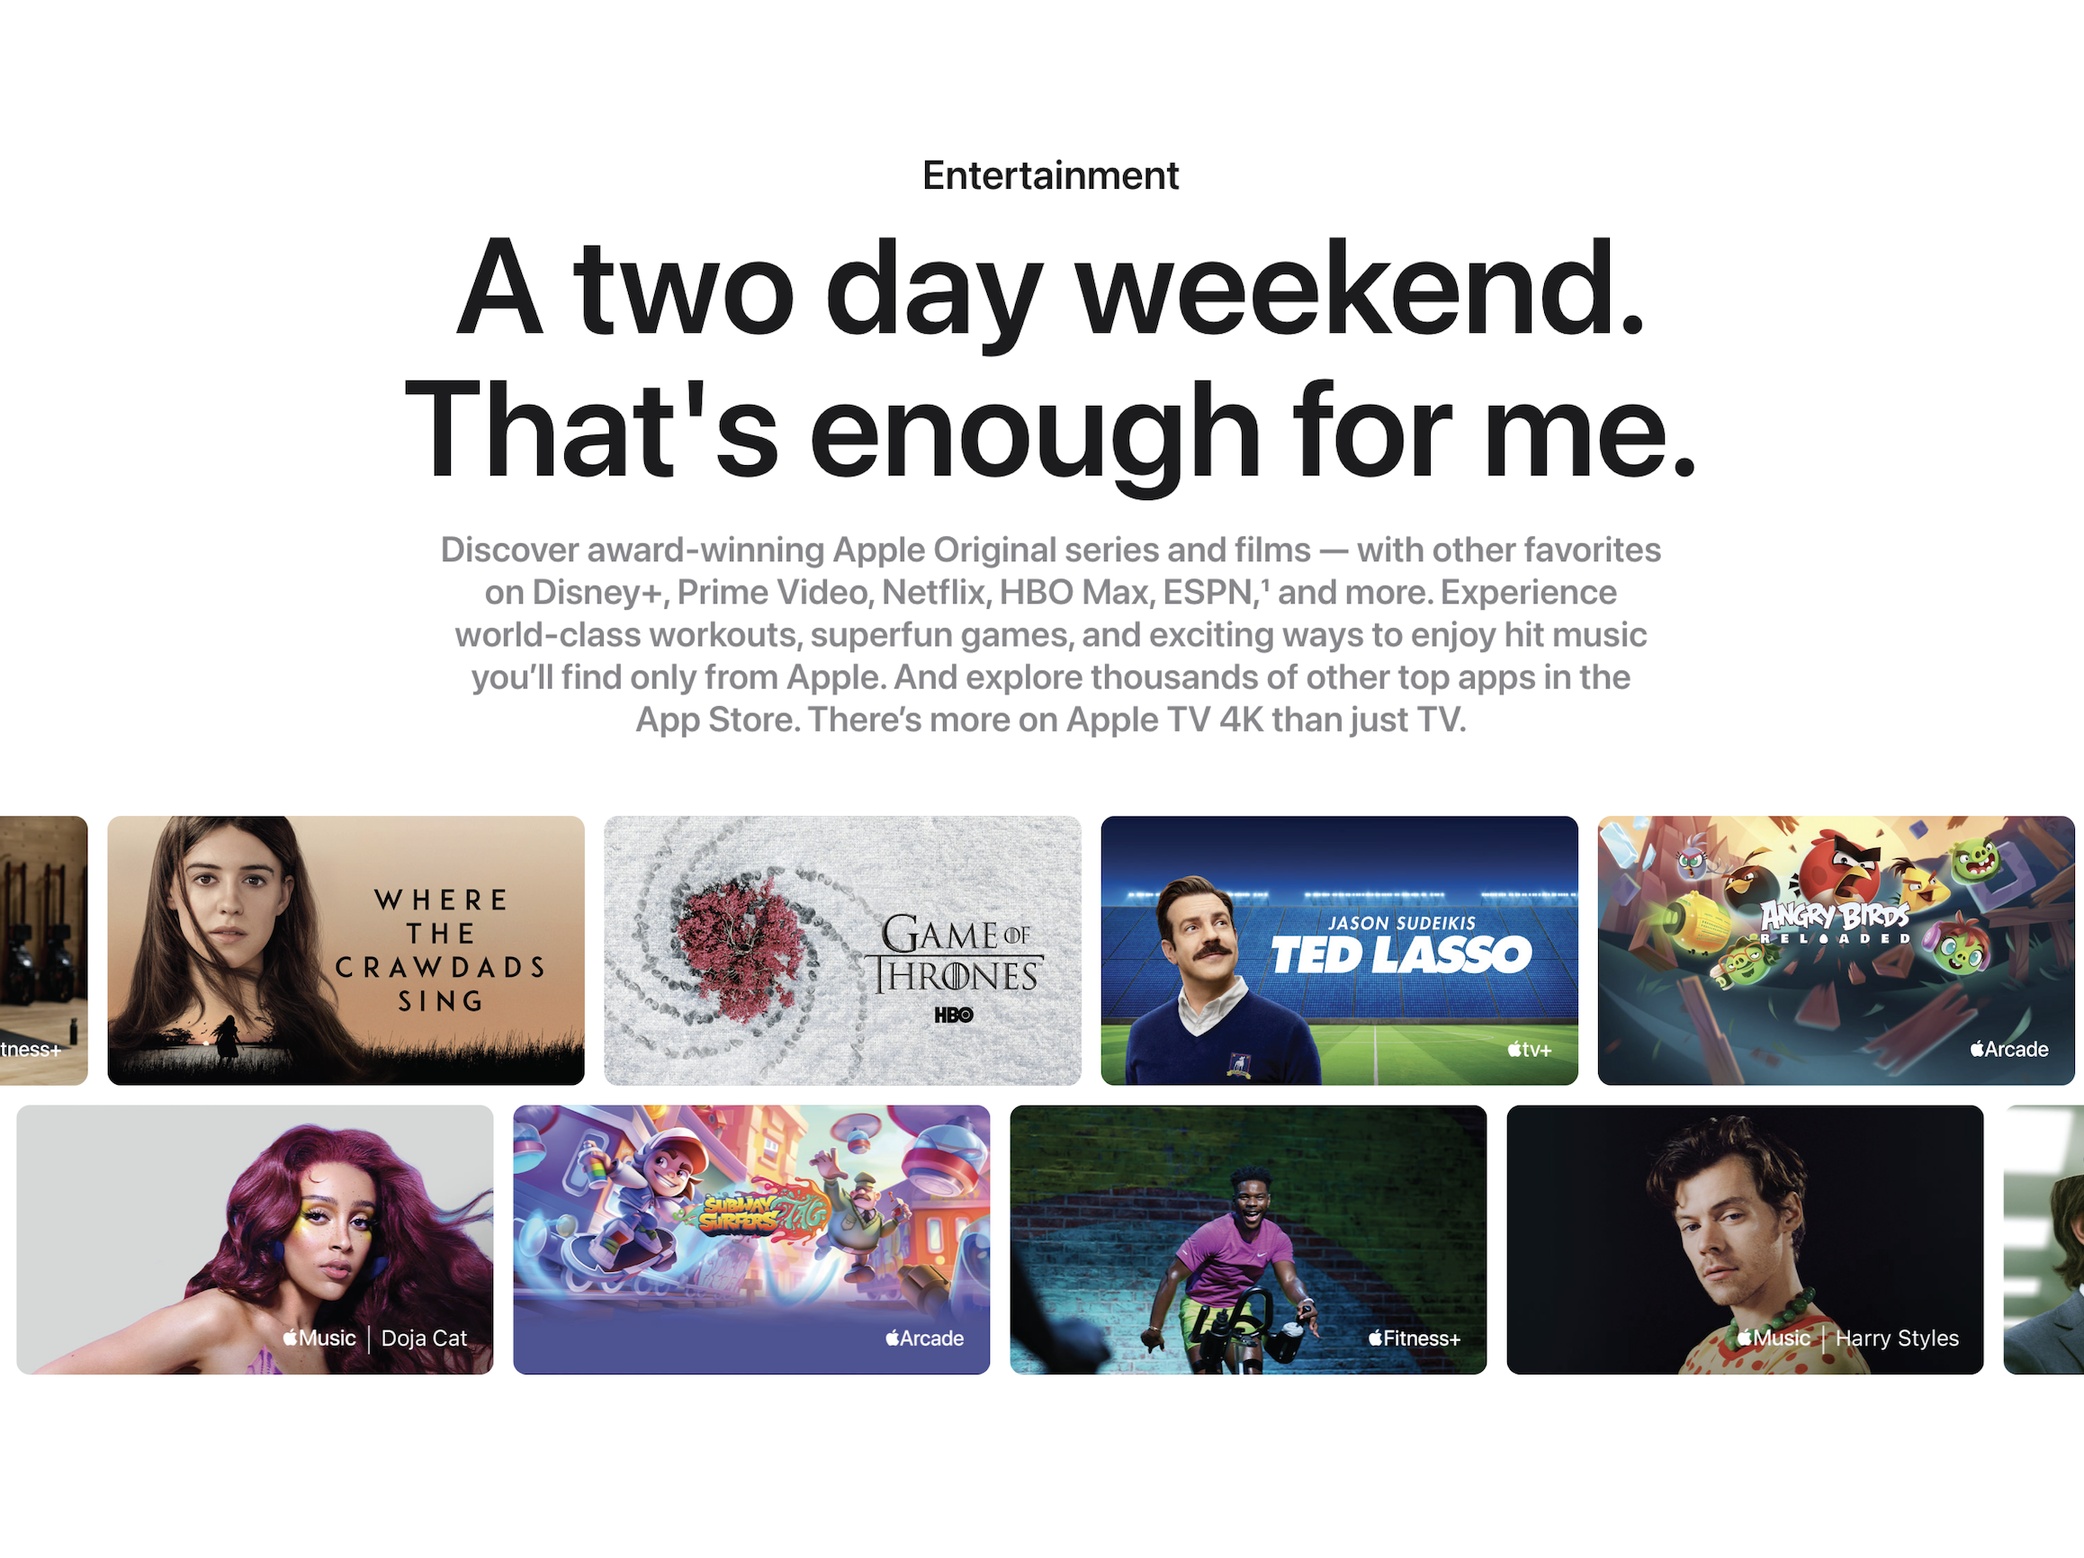 Entertainment
A two day weekend.
That's enough for me.
Discover award-winning Apple Original series and films — with other favorites
on Disney+, Prime Video, Netflix, HBO Max, ESPN,¹ and more. Experience
world-class workouts, superfun games, and exciting ways to enjoy hit music
you’ll find only from Apple. And explore thousands of other top apps in the
App Store. There’s more on Apple TV 4K than just TV.
tness+
WHERE
THE
CRAWDADS
SING
GAME OF
THRONES
HBO
JASON SUDEIKIS
TED LASSO
tv+
ANGRY BIRDS
RELOADED
Arcade
Music | Doja Cat
SUBWAY
SURFERS TAG
Arcade
Fitness+
Music | Harry Styles